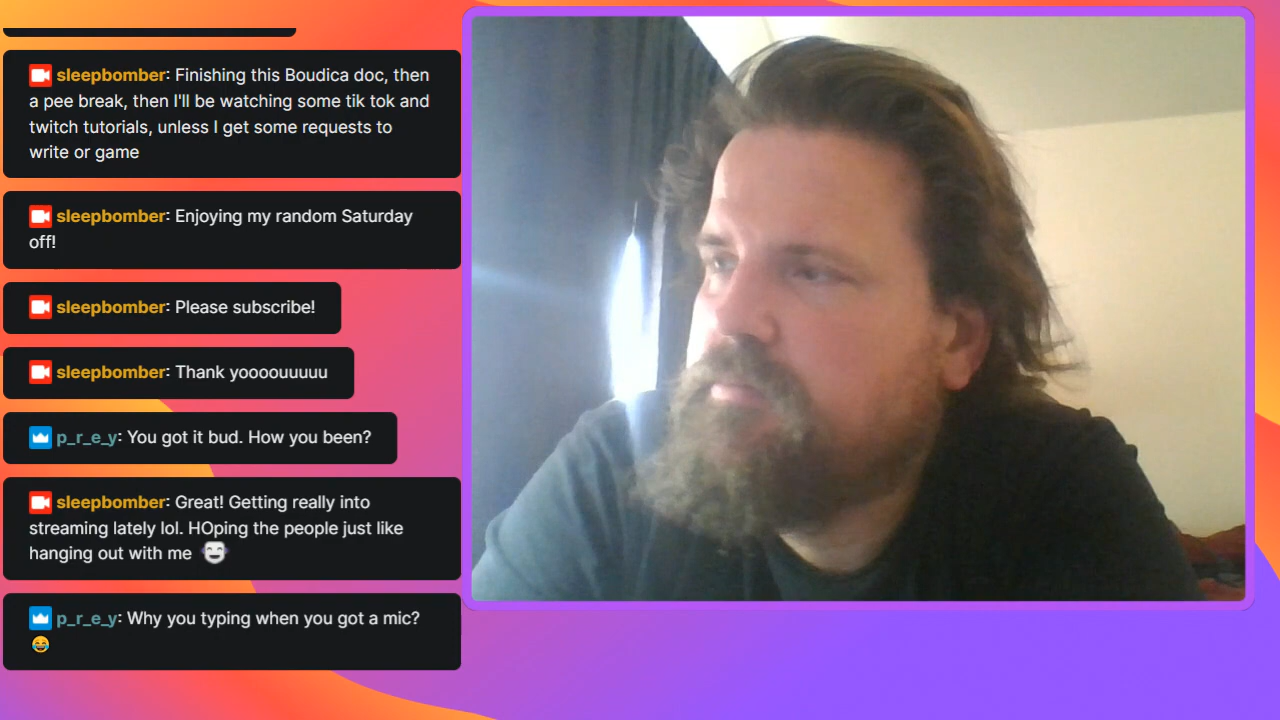 sleepbomber: Finishing this Boudica doc, then
a pee break, then I'll be watching some tik tok and
twitch tutorials, unless I get some requests to
write or game
sleepbomber: Enjoying my random Saturday
off!
sleepbomber: Please subscribe!
sleepbomber: Thank yoooouuuuu
p_r_e_y: You got it bud. How you been?
sleepbomber: Great! Getting really into
streaming lately lol. HOping the people just like
hanging out with me
p_r_e_y: Why you typing when you got a mic?
😂